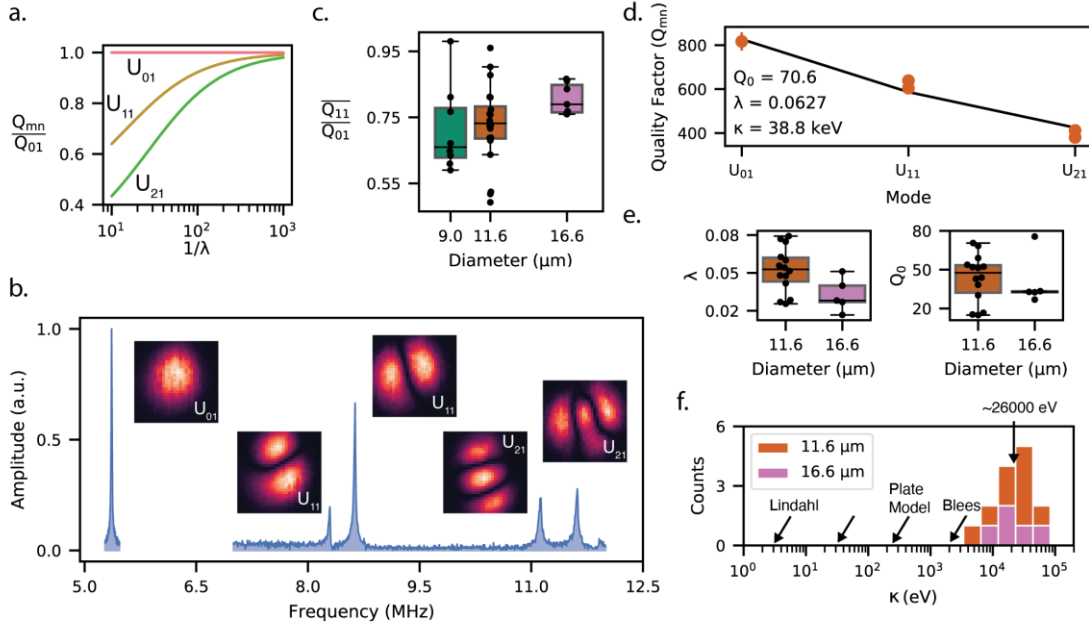 a.
1.0
0.8
0.6
0.4
Qmn
Q01
U01
U11
U21
10¹
10²
10³
1/λ
c.
0.95
0.75
0.55
Q11
Q01
9.0
11.6
16.6
Diameter (μm)
d.
Quality Factor (Qmn)
800
600
400
Q0 = 70.6
λ = 0.0627
κ = 38.8 keV
U01
U11
U21
Mode
b.
Amplitude (a.u.)
1.0
0.5
0.0
U01
U11
U11
U21
U21
5.0
6.5
8.0
9.5
11.0
12.5
Frequency (MHz)
e.
λ
0.08
0.05
0.02
11.6
16.6
Diameter (μm)
Q0
80
50
20
11.6
16.6
Diameter (μm)
f.
~26000 eV
Counts
6
3
0
11.6 μm
16.6 μm
Lindahl
Plate
Model
Blees
10⁰
10¹
10²
10³
10⁴
10⁵
κ (eV)